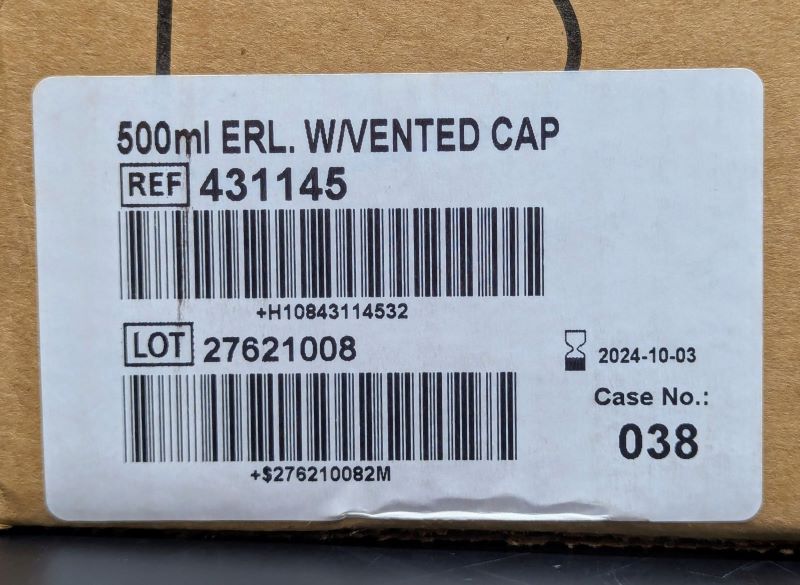 500ml ERL. W/VENTED CAP
REF 431145
+H10843114532
LOT 27621008
2024-10-03
+$276210082M
Case No.:
038